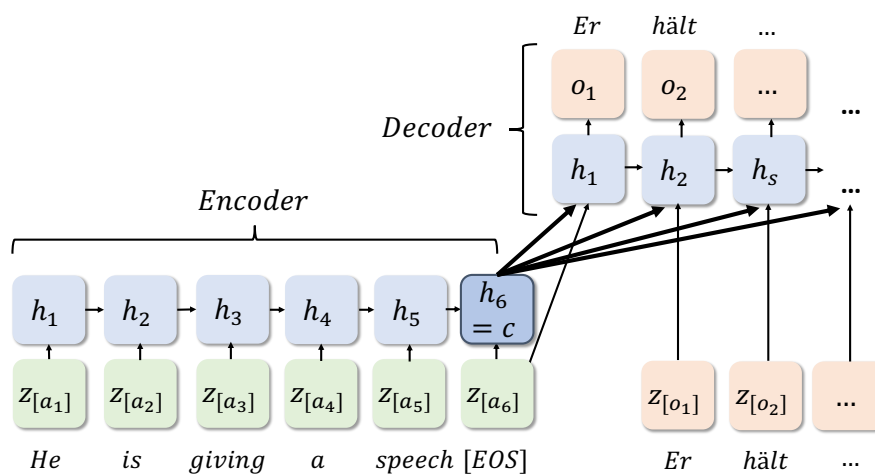 Er hält ...
o₁ o₂ ...
Decoder ...
h₁ h₂ hₛ ...
Encoder
h₁ h₂ h₃ h₄ h₅ h₆
= c
z[a₁] z[a₂] z[a₃] z[a₄] z[a₅] z[a₆] z[o₁] z[o₂] ...
He is giving a speech [EOS] Er hält ...